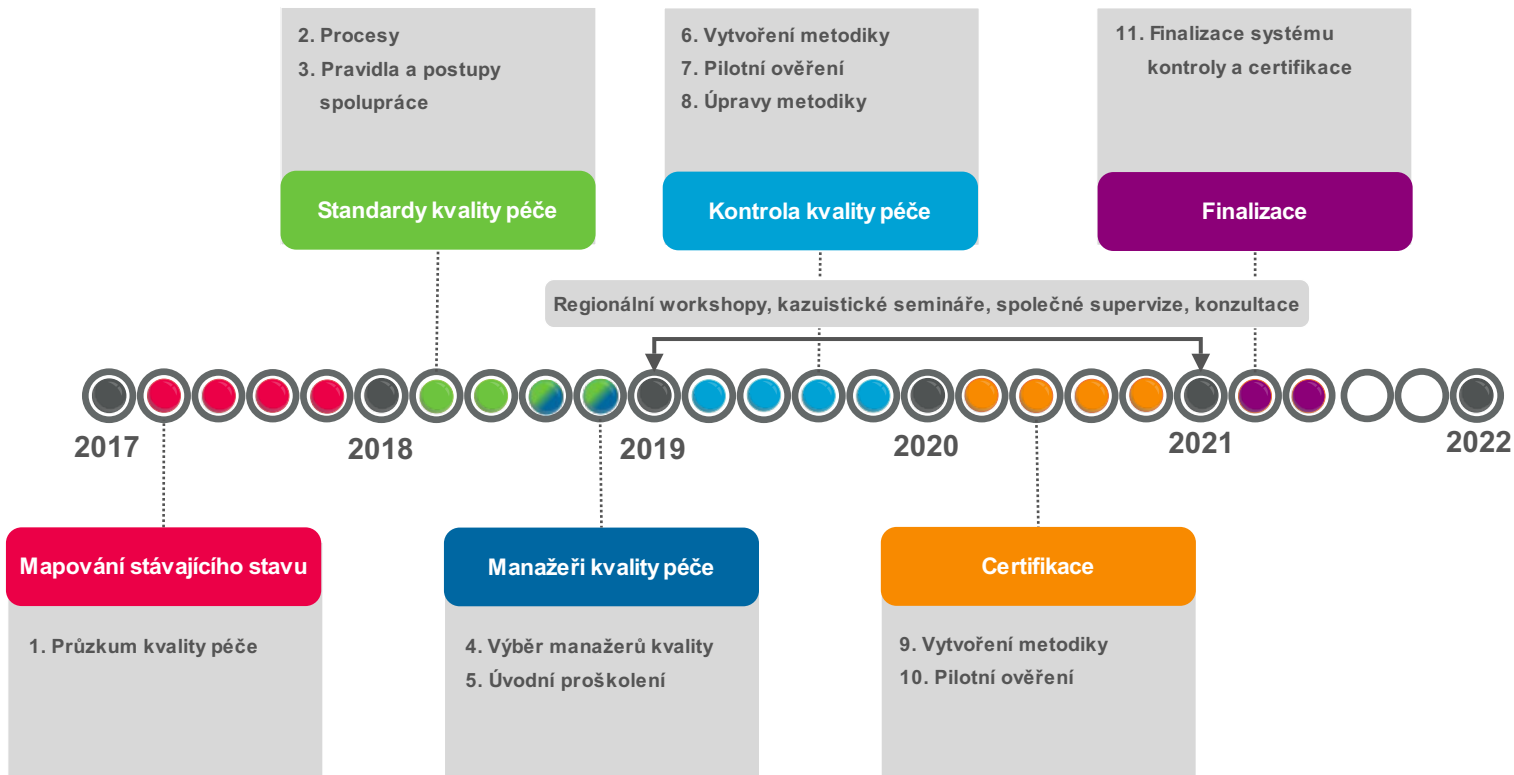 2. Procesy
3. Pravidla a postupy
spolupráce
Standardy kvality péče
6. Vytvoření metodiky
7. Pilotní ověření
8. Úpravy metodiky
Kontrola kvality péče
11. Finalizace systému
kontroly a certifikace
Finalizace
Regionální workshopy, kazuistické semináře, společné supervize, konzultace
2017
2018
2019
2020
2021
2022
Mapování stávajícího stavu
1. Průzkum kvality péče
Manažeři kvality péče
4. Výběr manažerů kvality
5. Úvodní proškolení
Certifikace
9. Vytvoření metodiky
10. Pilotní ověření